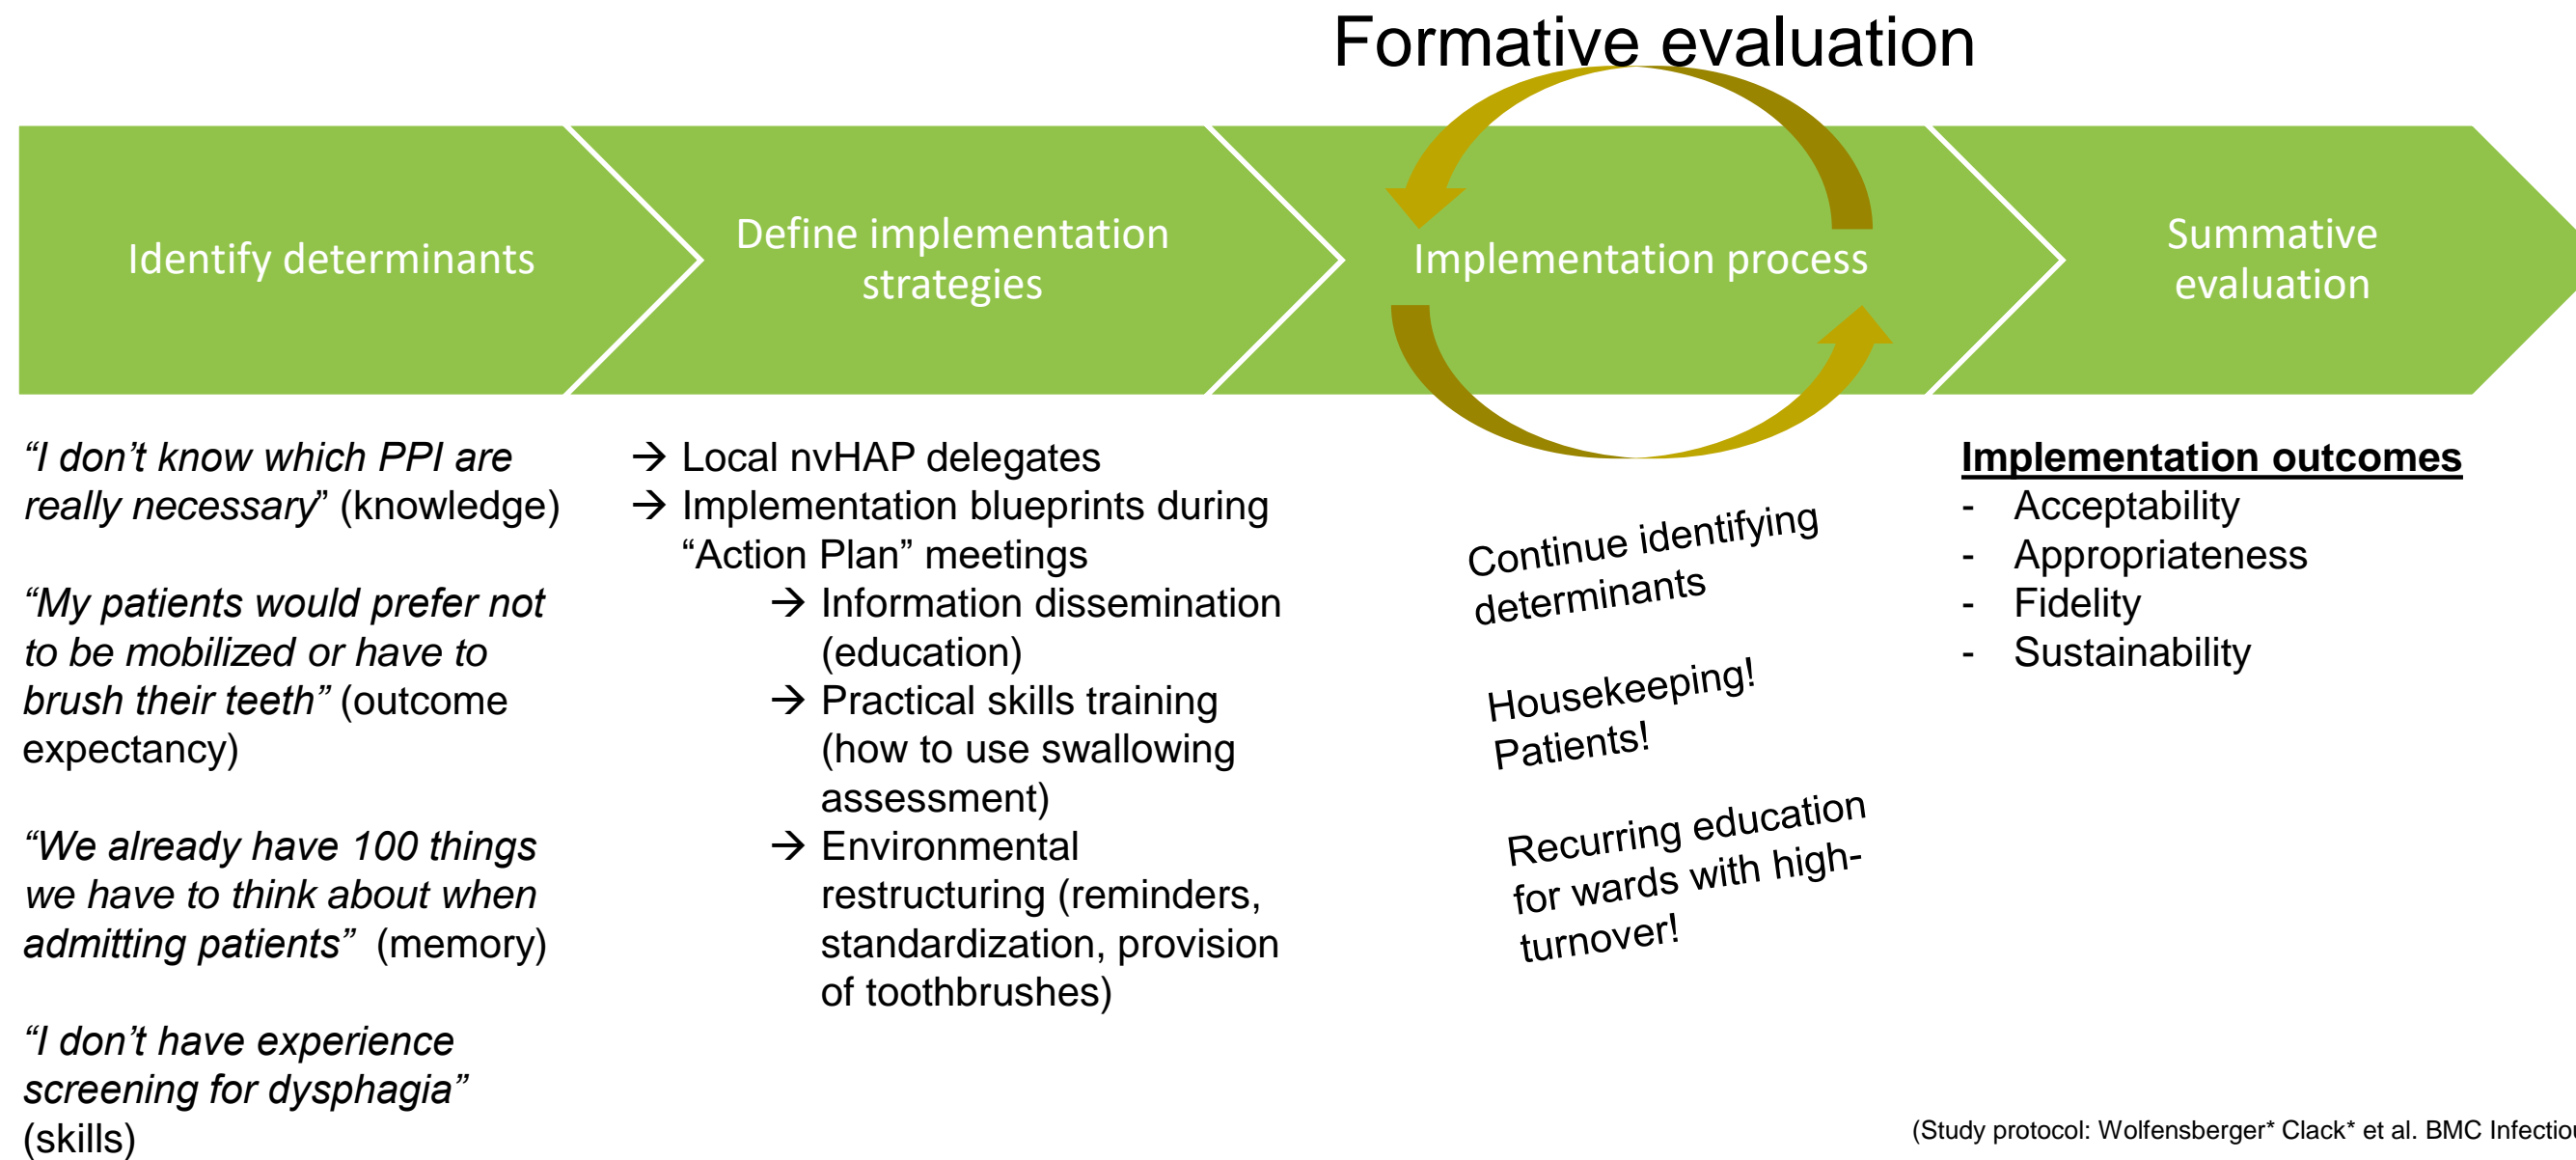 Formative evaluation
Identify determinants
Define implementation
strategies
Implementation process
Summative
evaluation
“I don’t know which PPI are
really necessary” (knowledge)
“My patients would prefer not
to be mobilized or have to
brush their teeth” (outcome
expectancy)
“We already have 100 things
we have to think about when
admitting patients” (memory)
“I don’t have experience
screening for dysphagia”
(skills)
→ Local nvHAP delegates
→ Implementation blueprints during
“Action Plan” meetings
→ Information dissemination
(education)
→ Practical skills training
(how to use swallowing
assessment)
→ Environmental
restructuring (reminders,
standardization, provision
of toothbrushes)
Continue identifying
determinants
Housekeeping!
Patients!
Recurring education
for wards with high-
turnover!
Implementation outcomes
- Acceptability
- Appropriateness
- Fidelity
- Sustainability
(Study protocol: Wolfensberger* Clack* et al. BMC